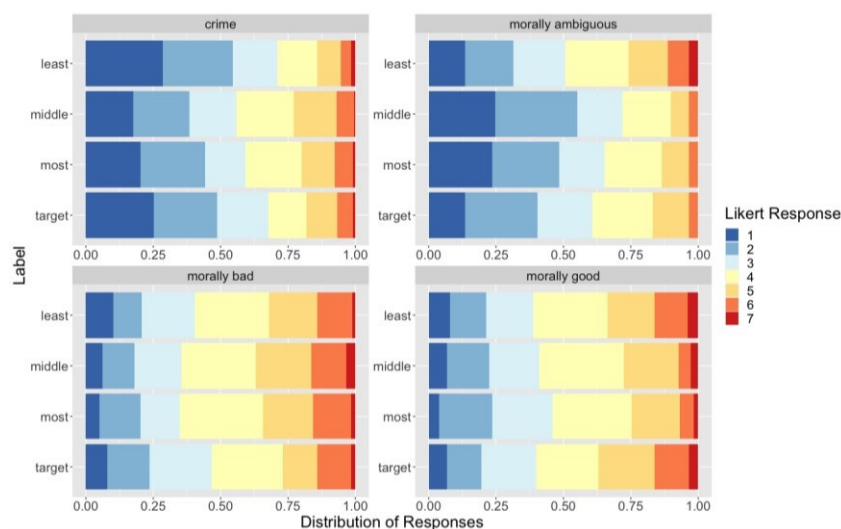 crime
morally ambiguous
least
middle
most
target
least
middle
most
target
0.00 0.25 0.50 0.75 1.00
0.00 0.25 0.50 0.75 1.00
morally bad
morally good
least
middle
most
target
least
middle
most
target
0.00 0.25 0.50 0.75 1.00
0.00 0.25 0.50 0.75 1.00
Label
Distribution of Responses
Likert Response
1
2
3
4
5
6
7